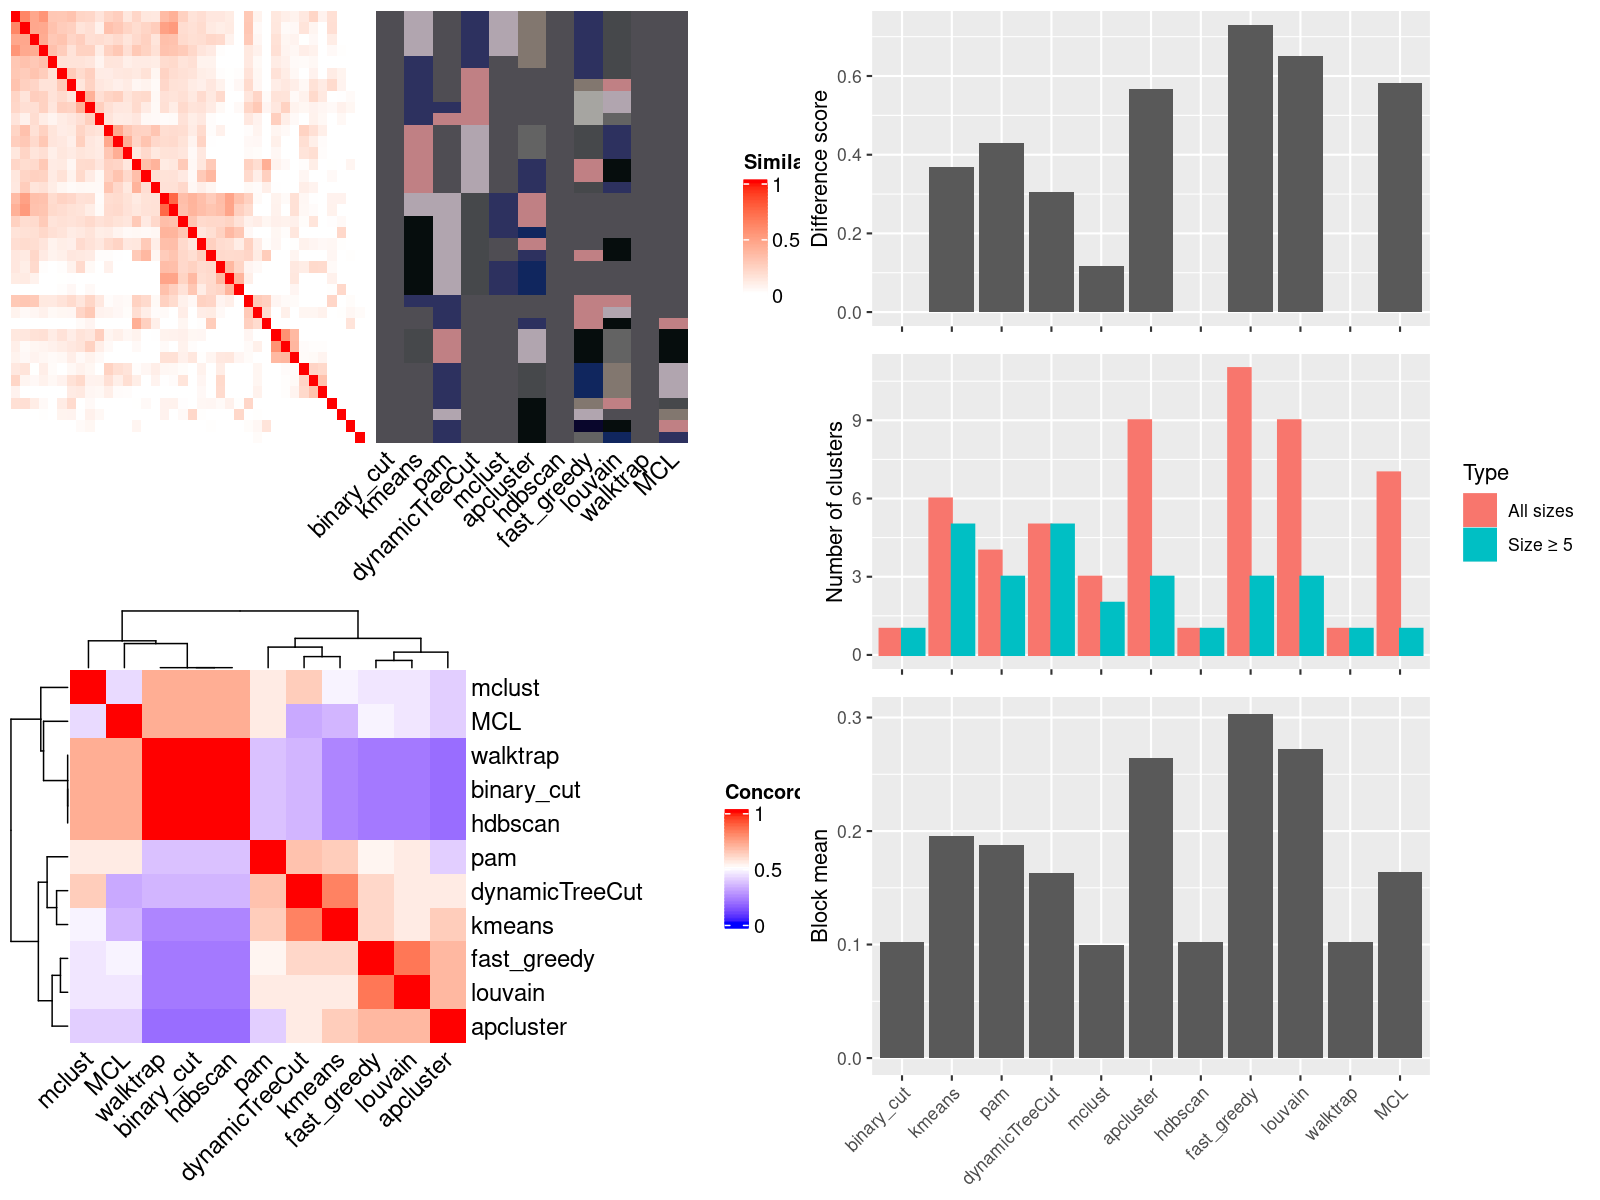 binary_cut
kmeans
pam
dynamicTreeCut
mclust
apcluster
hdbscan
fast_greedy
louvain
walktrap
MCL
Simila
1
0.5
0
Difference score
0.6
0.4
0.2
0.0
Number of clusters
9
6
3
0
Type
All sizes
Size ≥ 5
mclust
MCL
walktrap
binary_cut
hdbscan
pam
dynamicTreeCut
kmeans
fast_greedy
louvain
apcluster
mclust
MCL
walktrap
binary_cut
hdbscan
pam
dynamicTreeCut
kmeans
fast_greedy
louvain
apcluster
Concord
1
0.5
0
Block mean
0.3
0.2
0.1
0.0
binary_cut
kmeans
pam
dynamicTreeCut
mclust
apcluster
hdbscan
fast_greedy
louvain
walktrap
MCL